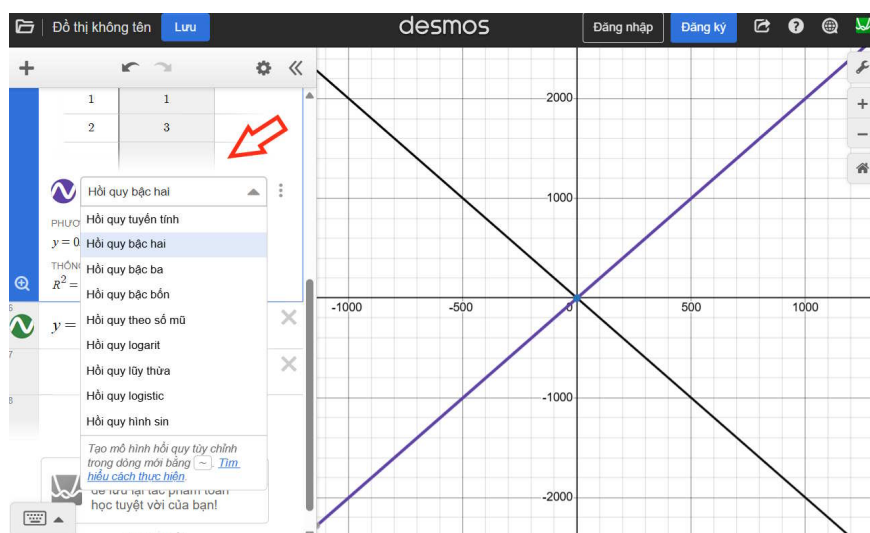 Đồ thị không tên Lưu desmos Đăng nhập Đăng ký
1 1
2 3
Hồi quy bậc hai
PHƯƠ
y = 0
THỐN
R² =
Hồi quy tuyến tính
Hồi quy bậc hai
Hồi quy bậc ba
Hồi quy bậc bốn
Hồi quy theo số mũ
Hồi quy logarit
Hồi quy lũy thừa
Hồi quy logistic
Hồi quy hình sin
Tạo mô hình hồi quy tùy chỉnh
trong dòng mới bằng ~. Tìm
hiểu cách thực hiện.
6
y =
7
8
để lưu lại tác phẩm toán
học tuyệt vời của bạn!
2000
1000
-1000 -500 0 500 1000
-1000
-2000